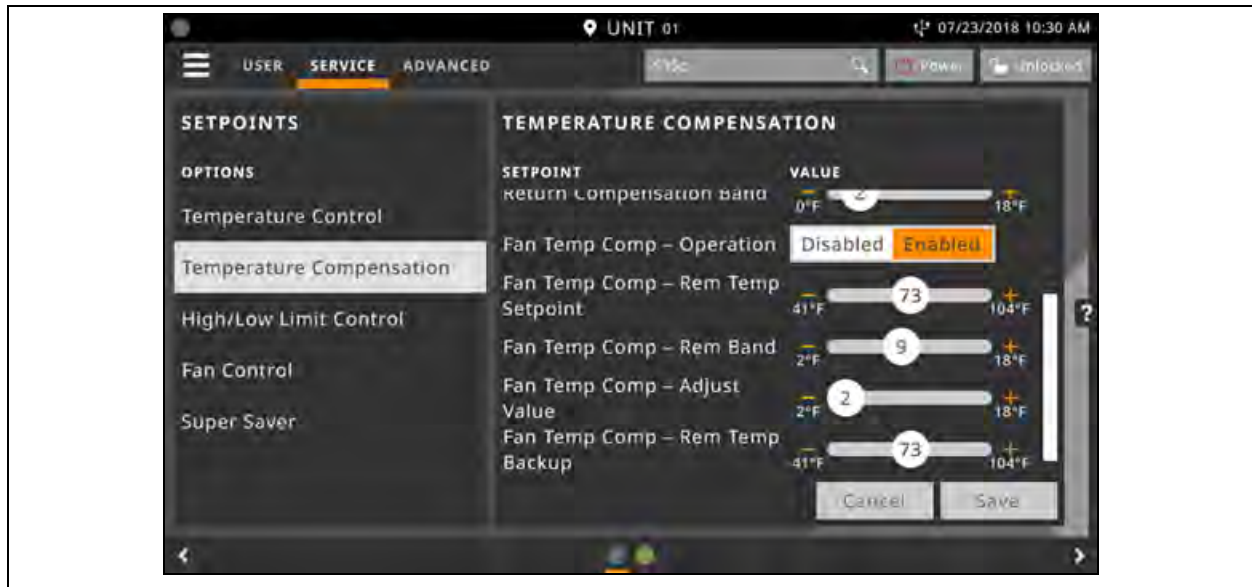 UNIT 01
07/23/2018 10:30 AM
USER SERVICE ADVANCED
Power Unlocked
SETPOINTS
OPTIONS
Temperature Control
Temperature Compensation
High/Low Limit Control
Fan Control
Super Saver
TEMPERATURE COMPENSATION
SETPOINT VALUE
Return Compensation Band
0°F 2 18°F
Fan Temp Comp – Operation Disabled Enabled
Fan Temp Comp – Rem Temp
Setpoint
41°F 73 104°F
Fan Temp Comp – Rem Band
2°F 9 18°F
Fan Temp Comp – Adjust
Value
2°F 2 18°F
Fan Temp Comp – Rem Temp
Backup
41°F 73 104°F
Cancel Save
?